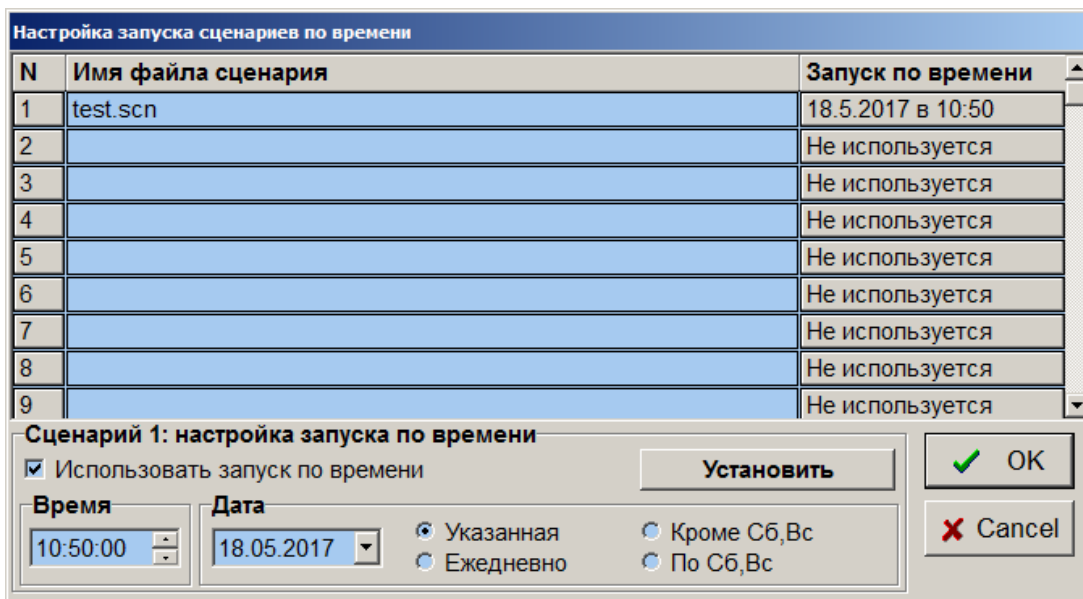 Настройка запуска сценариев по времени
N Имя файла сценария Запуск по времени
1 test.scn 18.5.2017 в 10:50
2 Не используется
3 Не используется
4 Не используется
5 Не используется
6 Не используется
7 Не используется
8 Не используется
9 Не используется
Сценарий 1: настройка запуска по времени
Использовать запуск по времени Установить OK
Время Дата
10:50:00 18.05.2017 Указанная Кроме Сб,Вс Cancel
Ежедневно По Сб,Вс